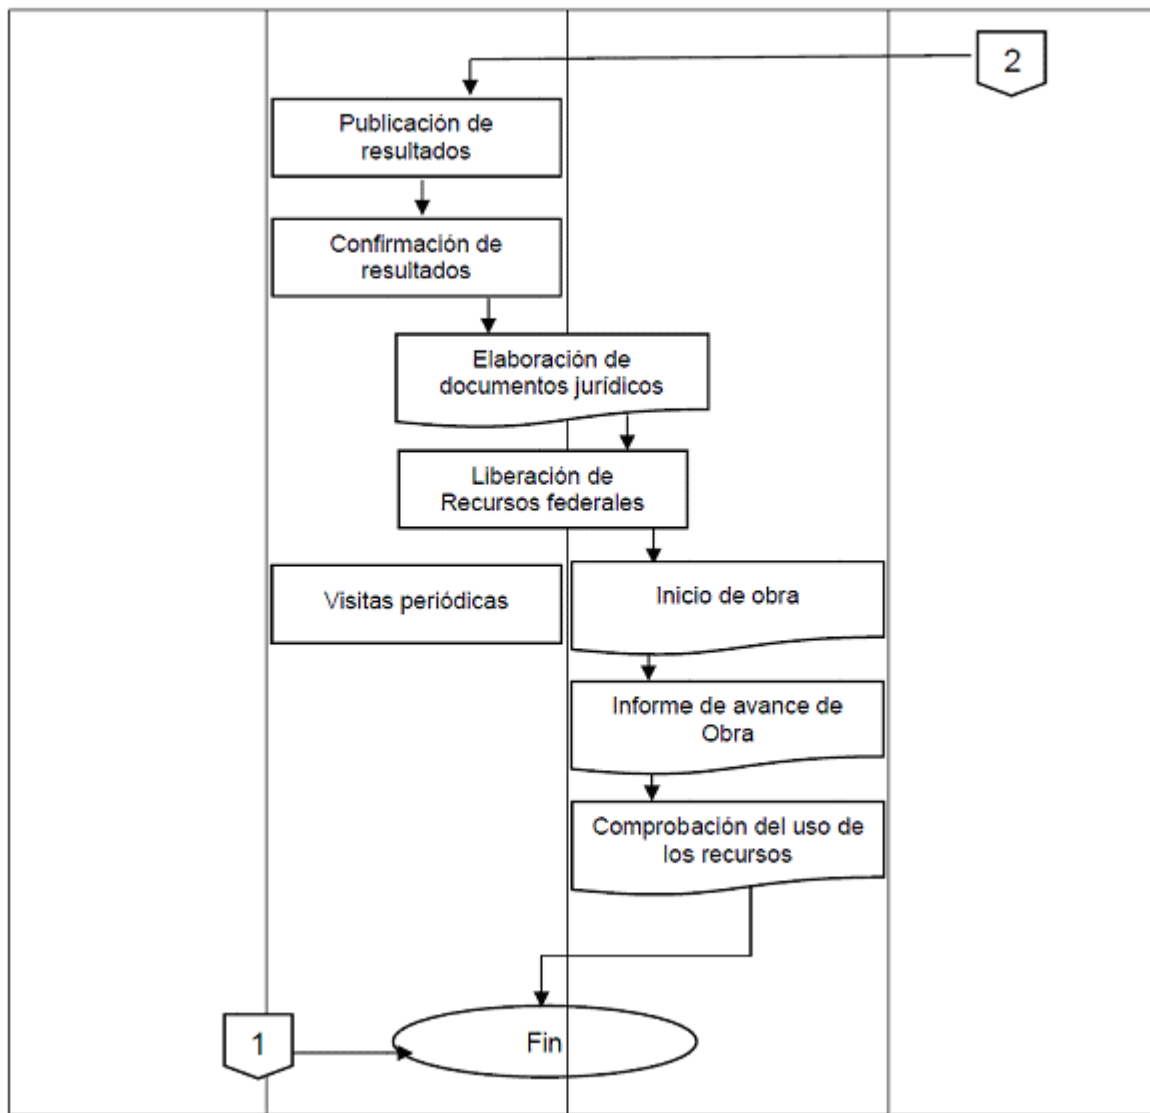 2
Publicación de
resultados
Confirmación de
resultados
Elaboración de
documentos jurídicos
Liberación de
Recursos federales
Visitas periódicas
Inicio de obra
Informe de avance de
Obra
Comprobación del uso de
los recursos
1
Fin